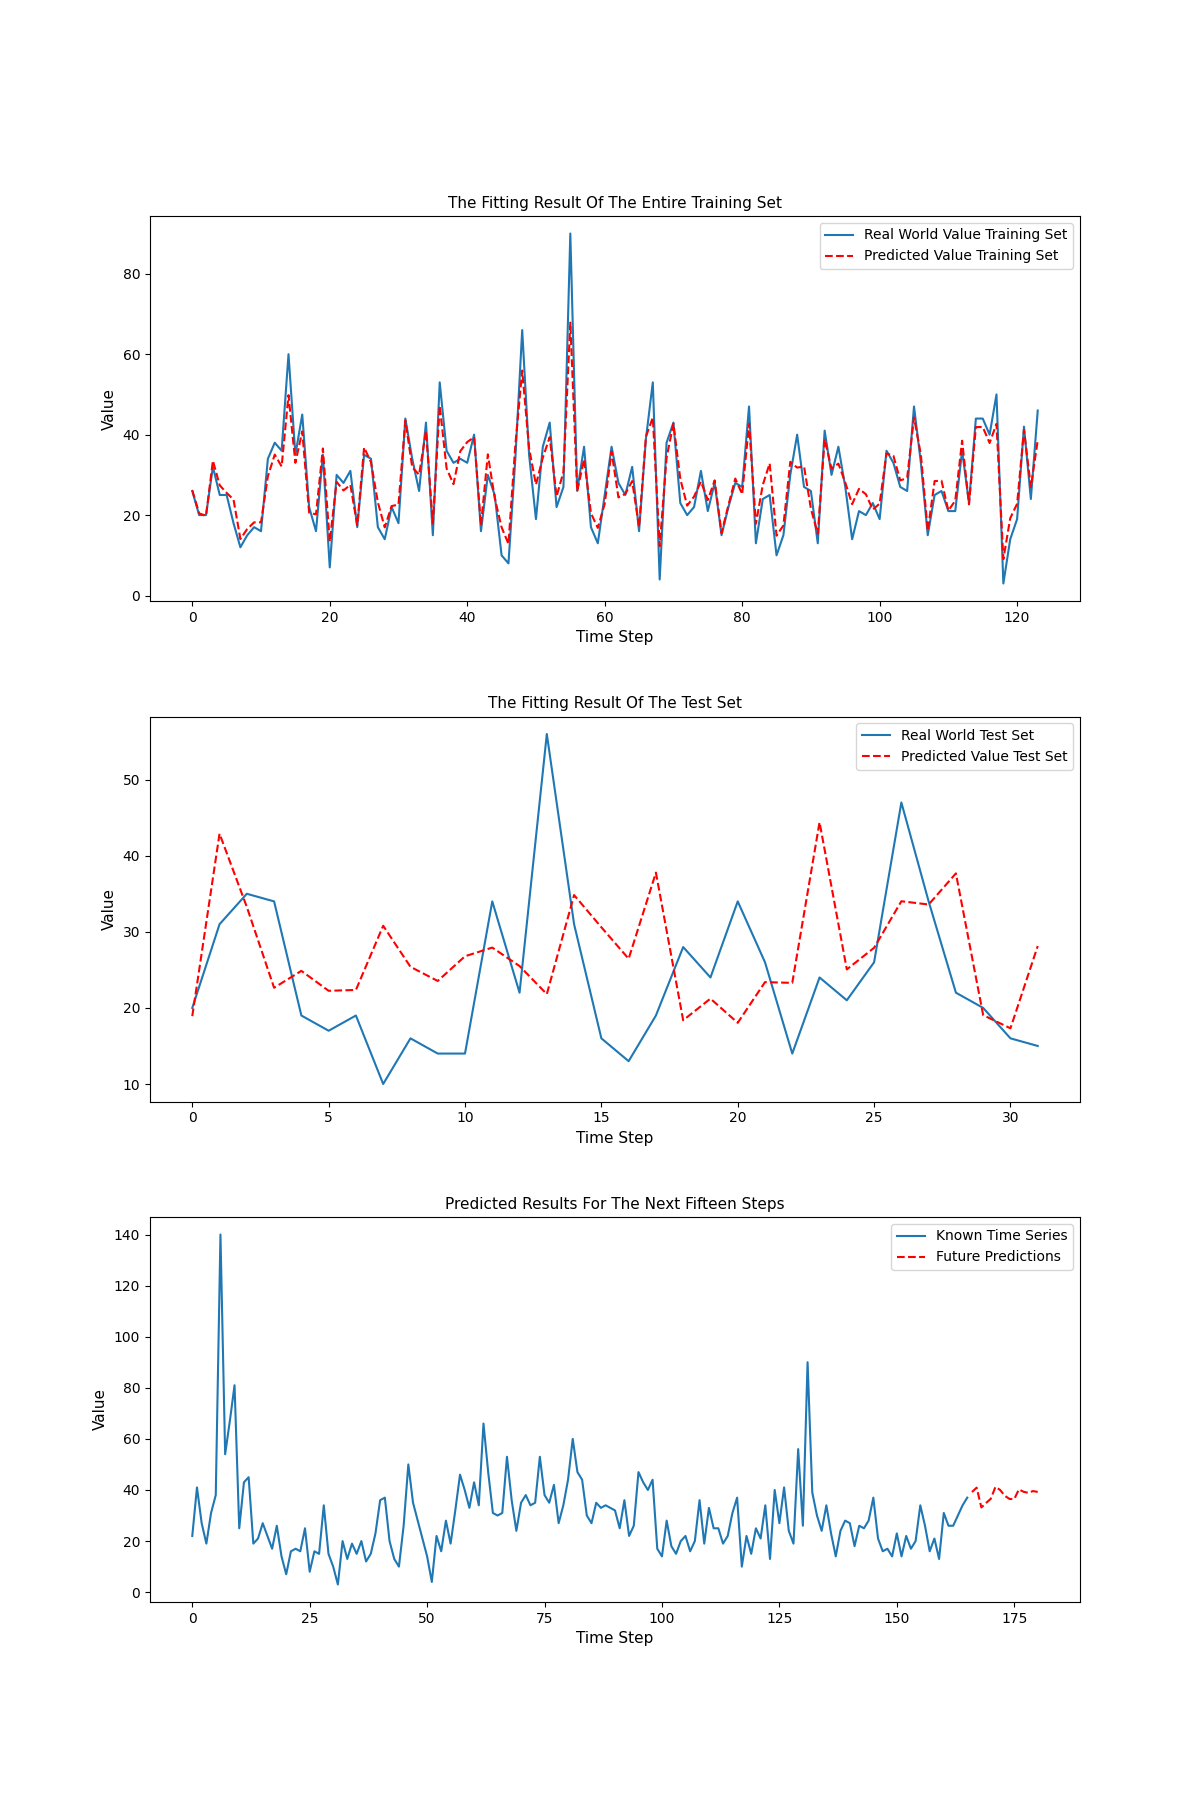 The Fitting Result Of The Entire Training Set
Real World Value Training Set
Predicted Value Training Set
Value
80
60
40
20
0
0 20 40 60 80 100 120
Time Step
The Fitting Result Of The Test Set
Real World Test Set
Predicted Value Test Set
Value
50
40
30
20
10
0 5 10 15 20 25 30
Time Step
Predicted Results For The Next Fifteen Steps
Known Time Series
Future Predictions
Value
140
120
100
80
60
40
20
0
0 25 50 75 100 125 150 175
Time Step